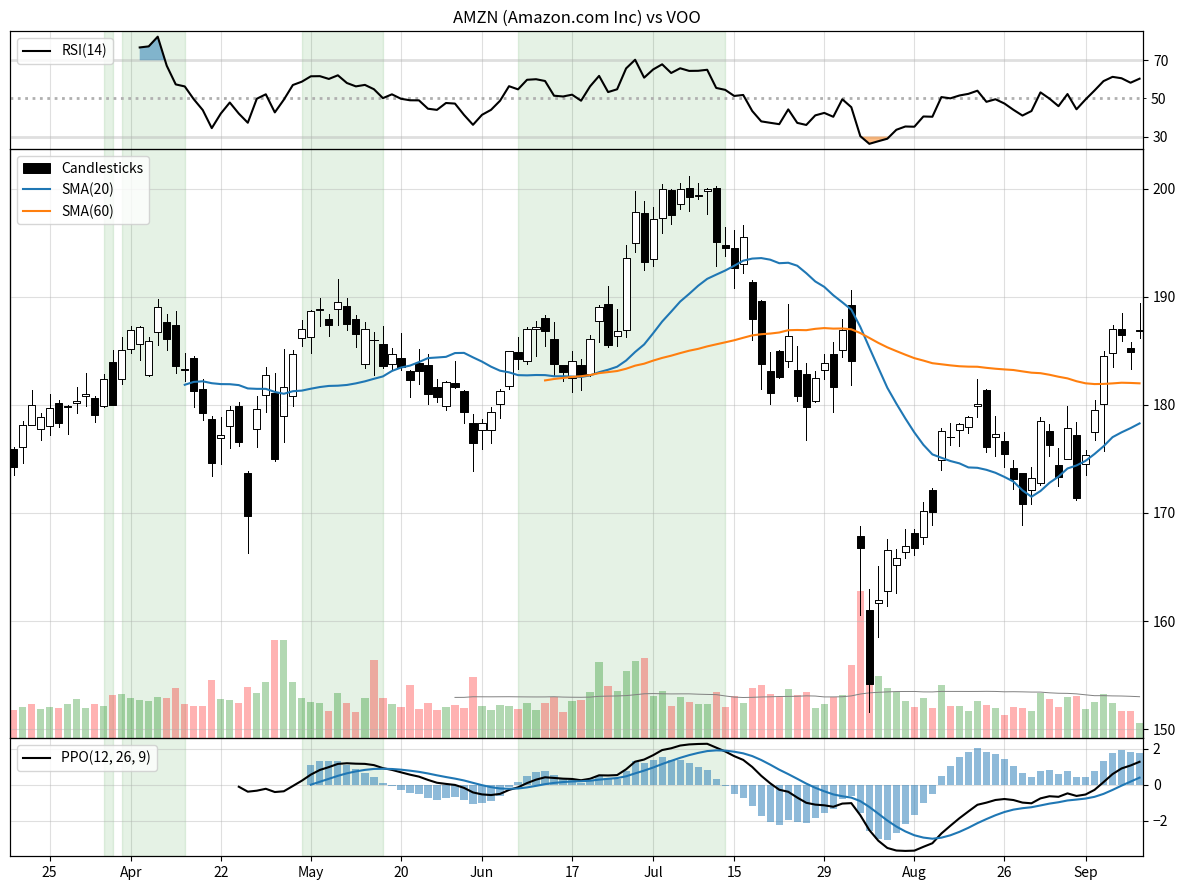 AMZN (Amazon.com Inc) vs VOO
RSI(14)
70
50
30
Candlesticks
SMA(20)
SMA(60)
200
190
180
170
160
150
PPO(12, 26, 9)
2
0
−2
25 Apr 22 May 20 Jun 17 Jul 15 29 Aug 26 Sep